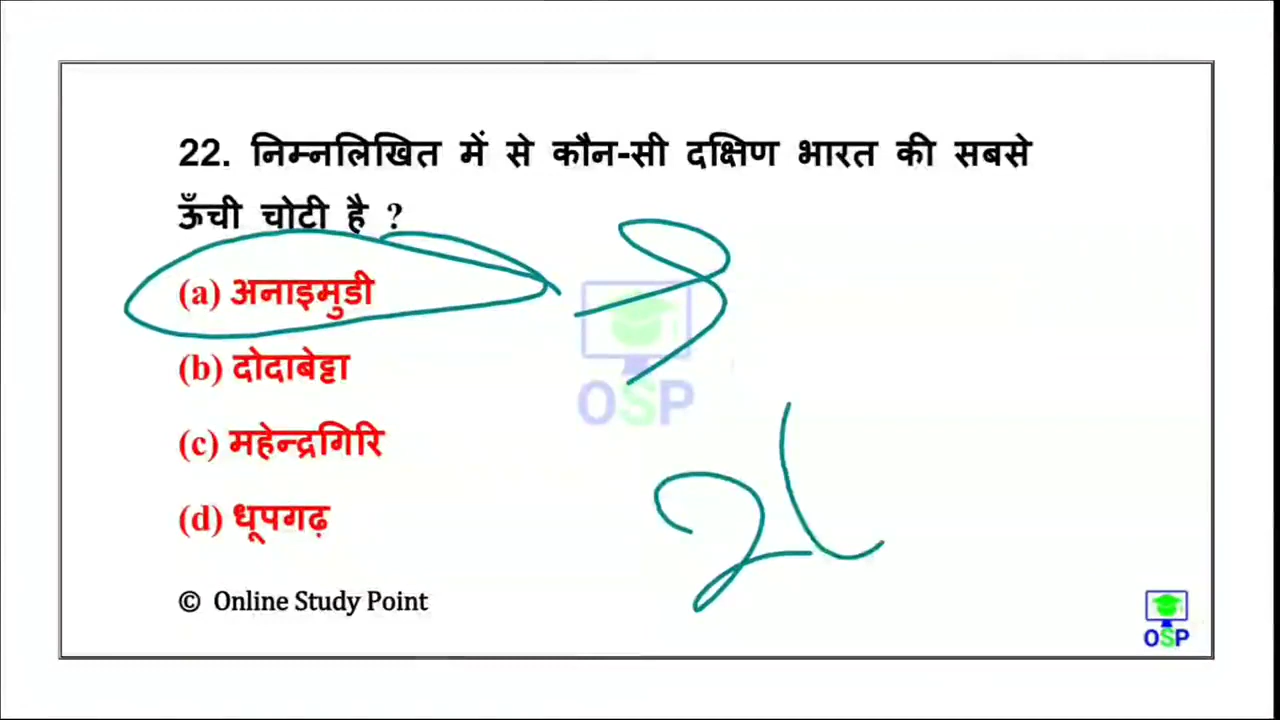 22. निम्नलिखित में से कौन-सी दक्षिण भारत की सबसे
ऊँची चोटी है ?
(a) अनाइमुडी
(b) दोदाबेट्टा
(c) महेन्द्रगिरि
(d) धूपगढ़
OSP
© Online Study Point
OSP